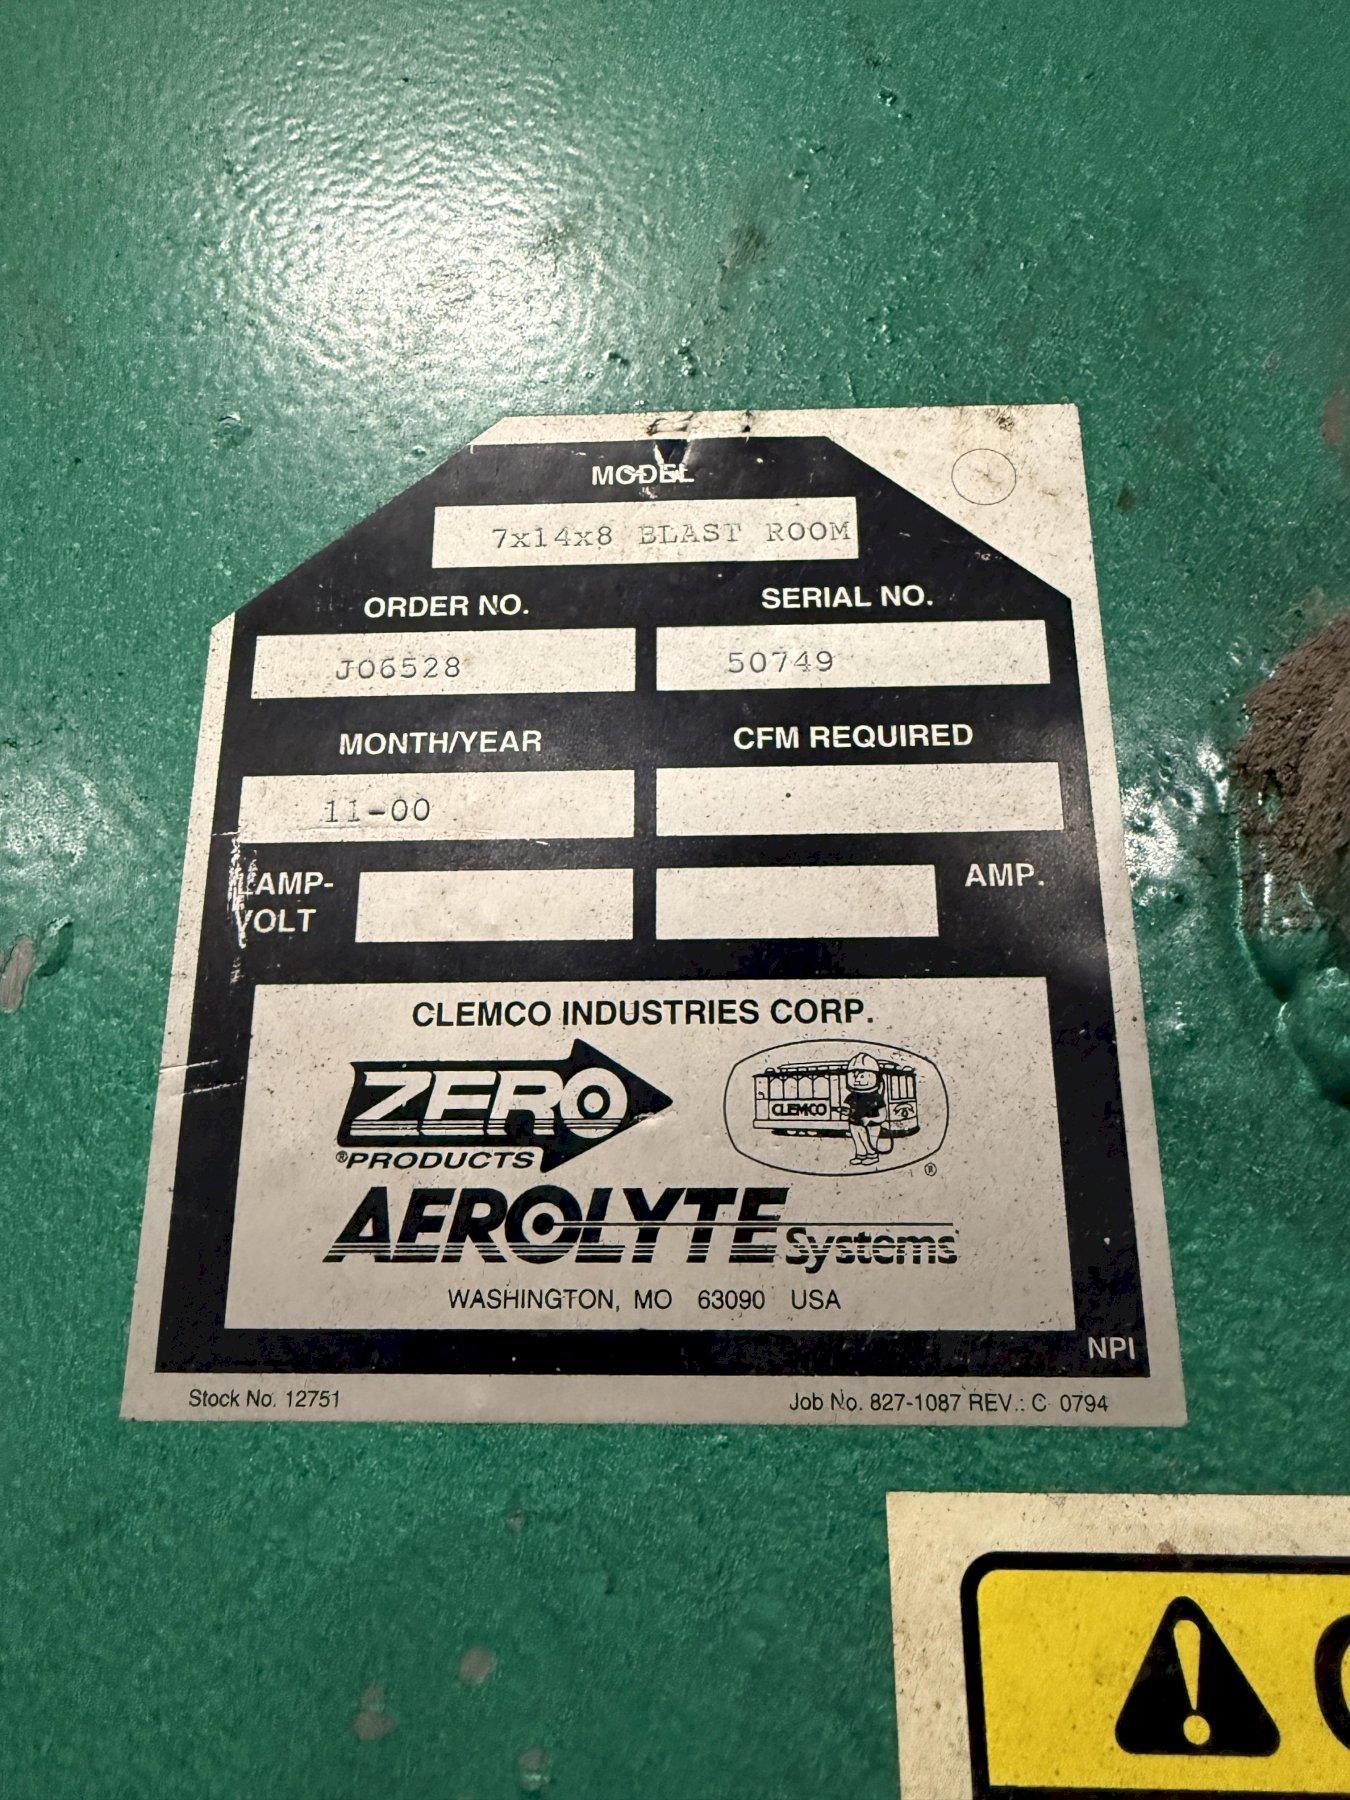 MODEL
7x14x8 BLAST ROOM
ORDER NO. SERIAL NO.
J06528 50749
MONTH/YEAR CFM REQUIRED
11-00
LAMP- AMP.
VOLT
CLEMCO INDUSTRIES CORP.
ZERO CLEMCO
®PRODUCTS ®
AEROLYTE Systems
WASHINGTON, MO 63090 USA
NPI
Stock No. 12751 Job No. 827-1087 REV.: C 0794